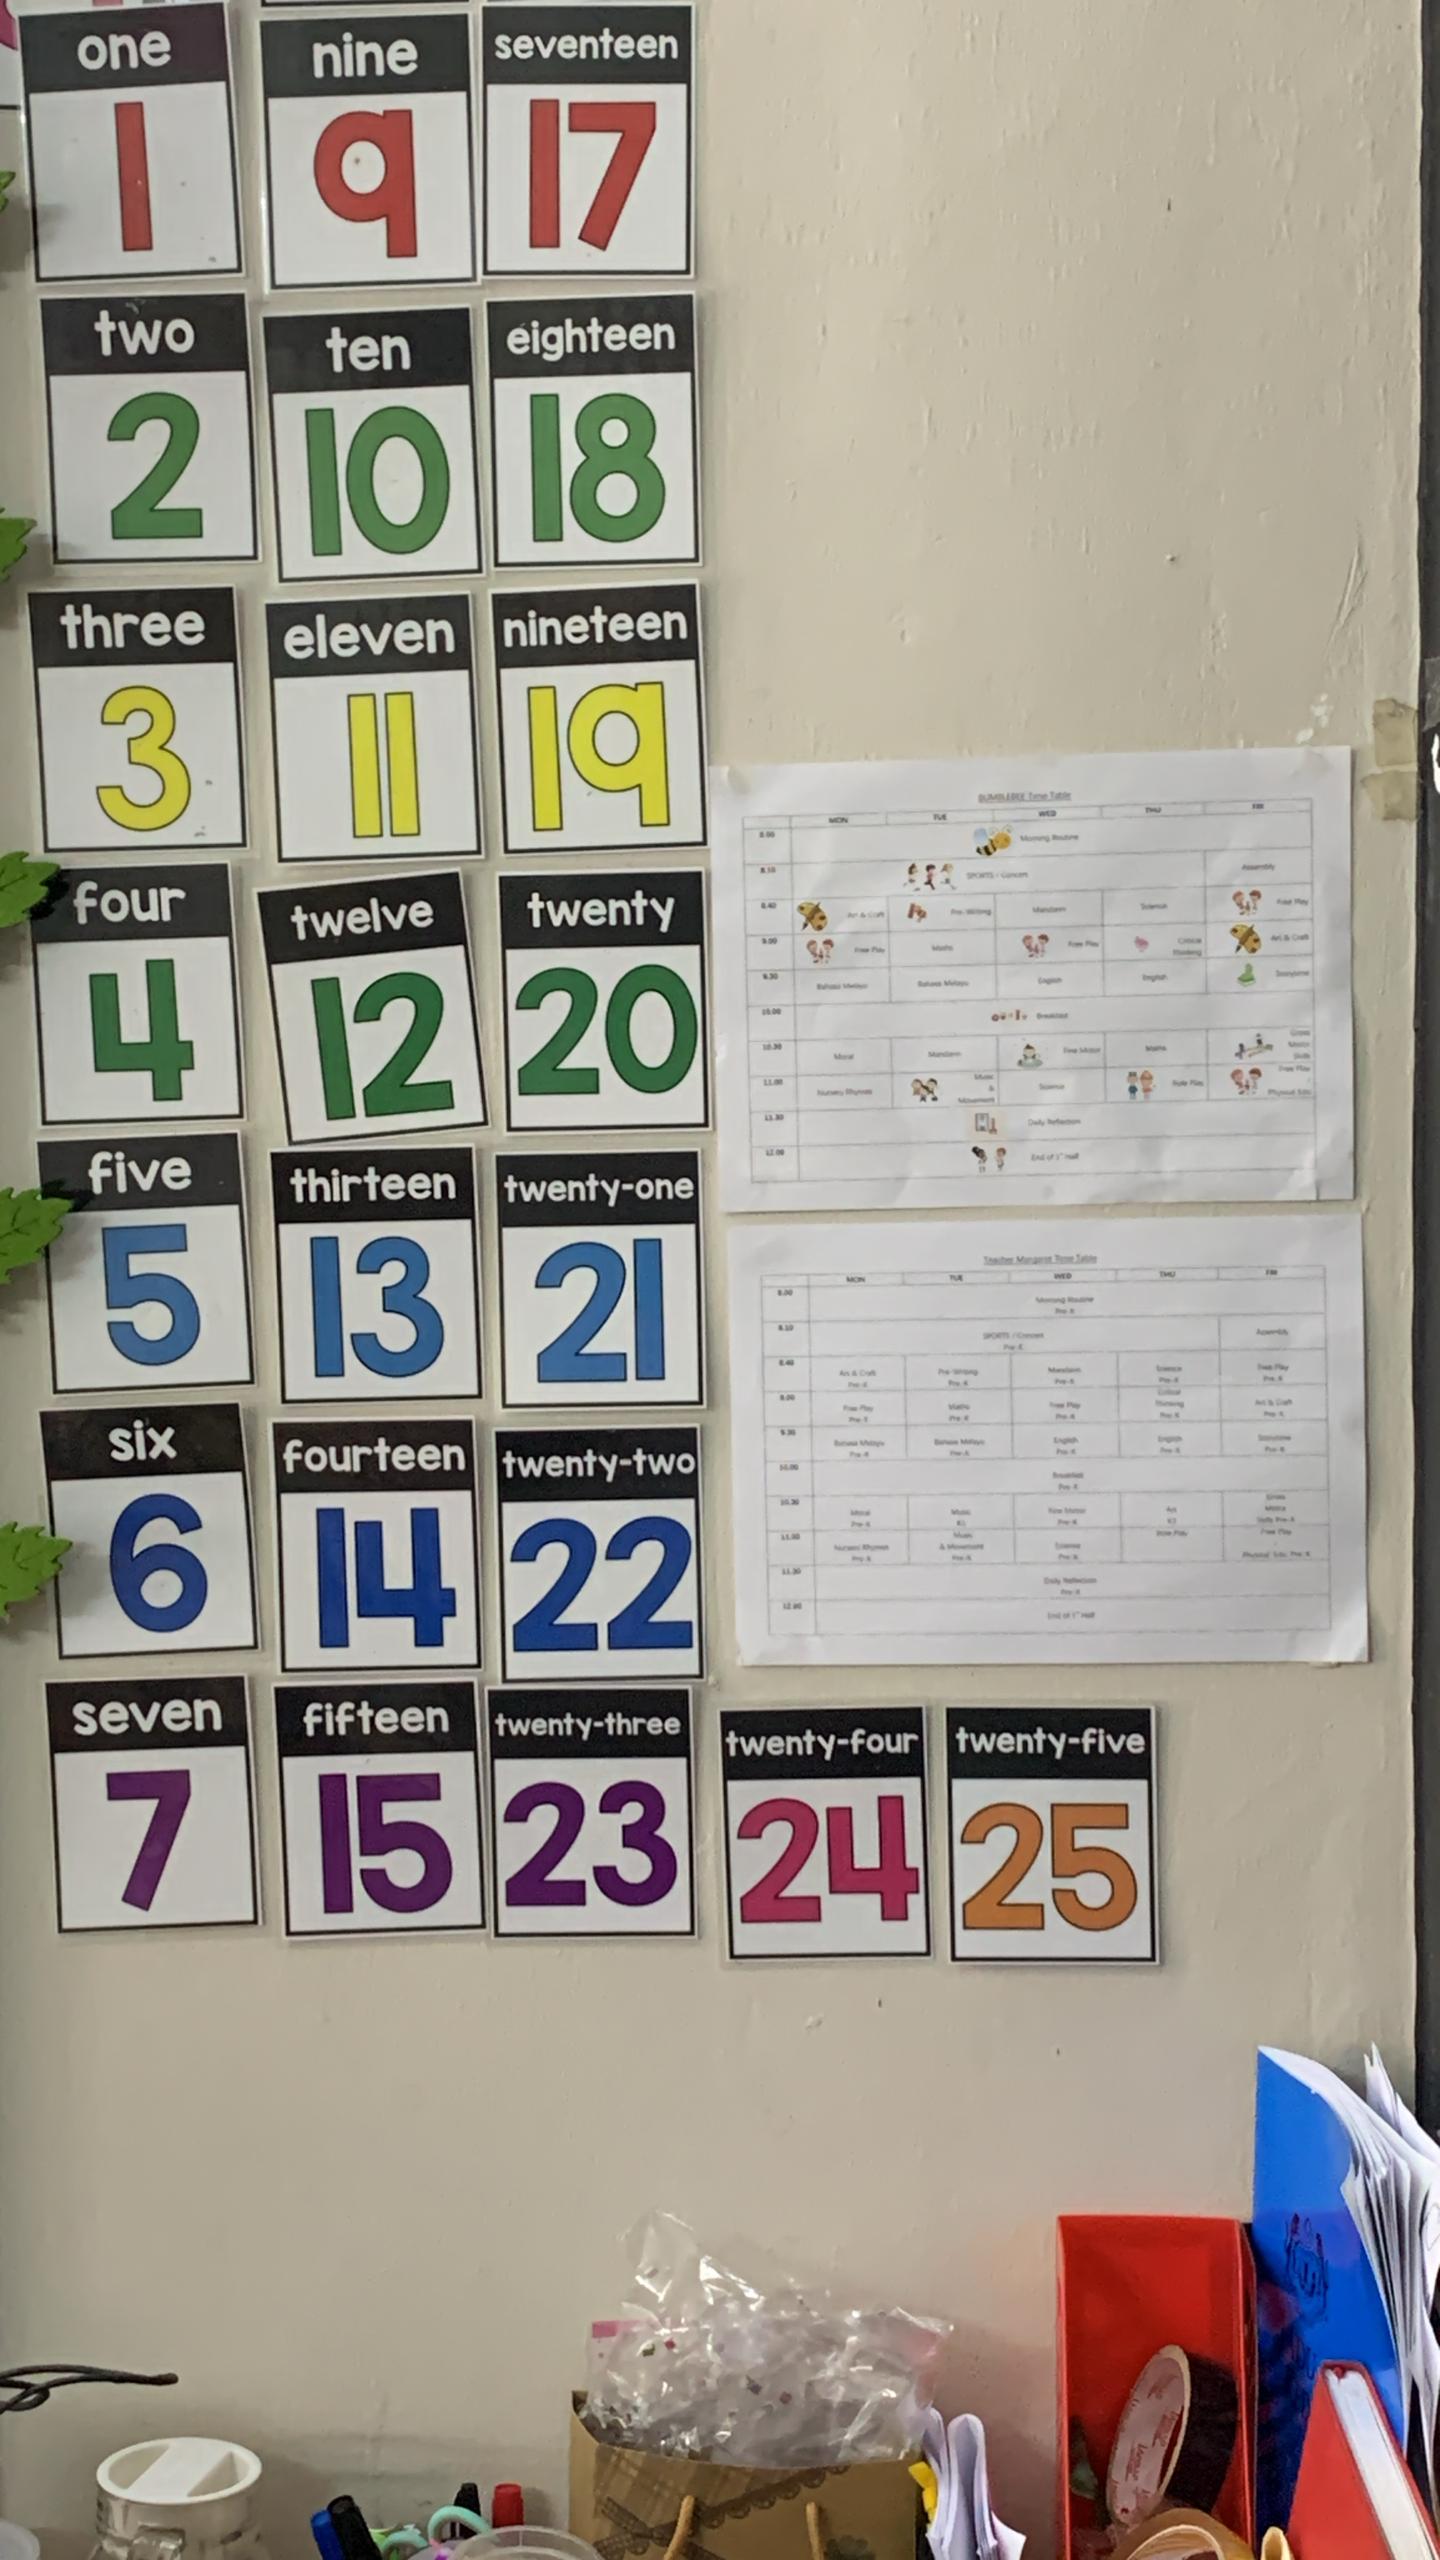 one
1
nine
9
seventeen
17
two
2
ten
10
eighteen
18
three
3
eleven
11
nineteen
19
four
4
twelve
12
twenty
20
five
5
thirteen
13
twenty-one
21
six
6
fourteen
14
twenty-two
22
seven
7
fifteen
15
twenty-three
23
twenty-four
24
twenty-five
25
BUMBLEBEE Time Table
MON TUE WED THU FRI
8.00 Morning Routine
8.10 SPORTS / Concert Assembly
8.40 Art & Craft Pre-Writing Mandarin Science Free Play
9.00 Free Play Maths Free Play Critical Thinking Art & Craft
9.30 Bahasa Melayu Bahasa Melayu English English Storytime
10.00 Breakfast
10.30 Moral Mandarin Fine Motor Maths Gross Motor Skills
11.00 Nursery Rhymes Music & Movement Science Role Play Free Play Physical Edu
11.30 Daily Reflection
12.00 End of 1st Half
Teacher Margaret Time Table
MON TUE WED THU FRI
8.00 Morning Routine
Pre-K
8.10 SPORTS / Concert Assembly
Pre-K
8.40 Art & Craft Pre-Writing Mandarin Science Free Play
Pre-K Pre-K Pre-K Pre-K Pre-K
9.00 Free Play Maths Free Play Critical Thinking Art & Craft
Pre-K Pre-K Pre-K Pre-K Pre-K
9.30 Bahasa Melayu Bahasa Melayu English English Storytime
Pre-K Pre-K Pre-K Pre-K Pre-K
10.00 Breakfast
Pre-K
10.30 Moral Music Fine Motor Art Gross Motor
Pre-K Pre-K Skills Pre-K
11.00 Nursery Rhymes Music & Movement Science Role Play Free Play
Pre-K Pre-K Pre-K Physical Edu Pre-K
11.30 Daily Reflection
Pre-K
12.00 End of 1st Half